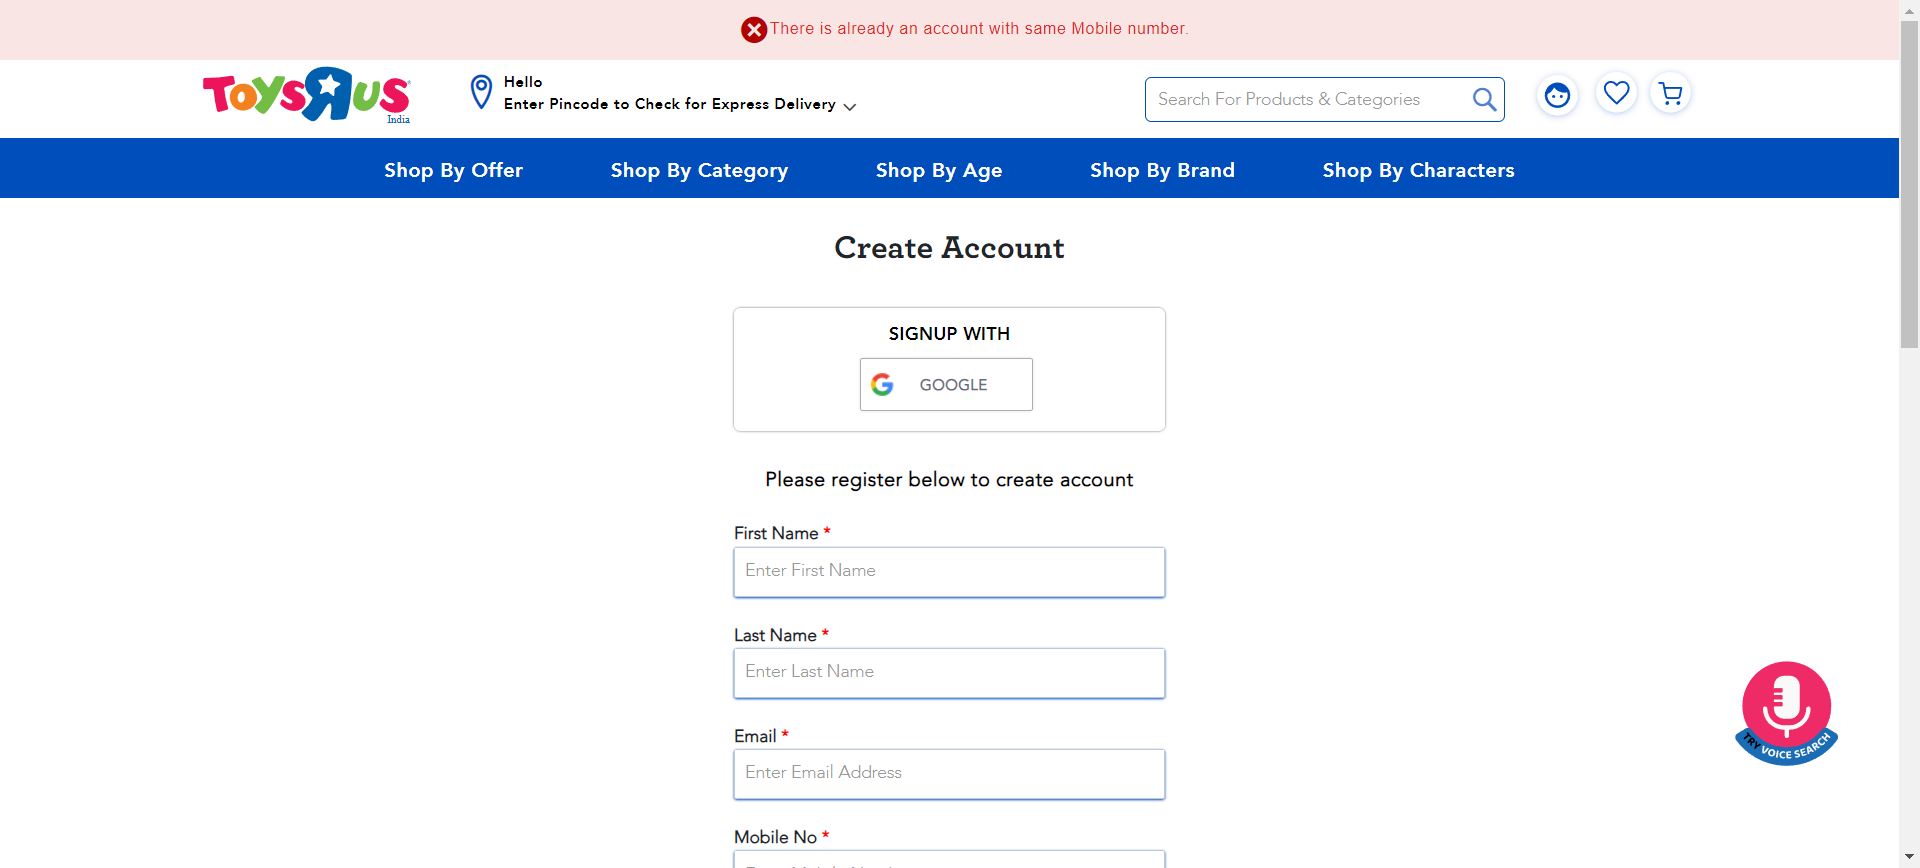 There is already an account with same Mobile number.
Toys R us
India
Hello
Enter Pincode to Check for Express Delivery
Search For Products & Categories
Shop By Offer
Shop By Category
Shop By Age
Shop By Brand
Shop By Characters
Create Account
SIGNUP WITH
GOOGLE
Please register below to create account
First Name *
Enter First Name
Last Name *
Enter Last Name
Email *
Enter Email Address
TRY VOICE SEARCH
Mobile No *